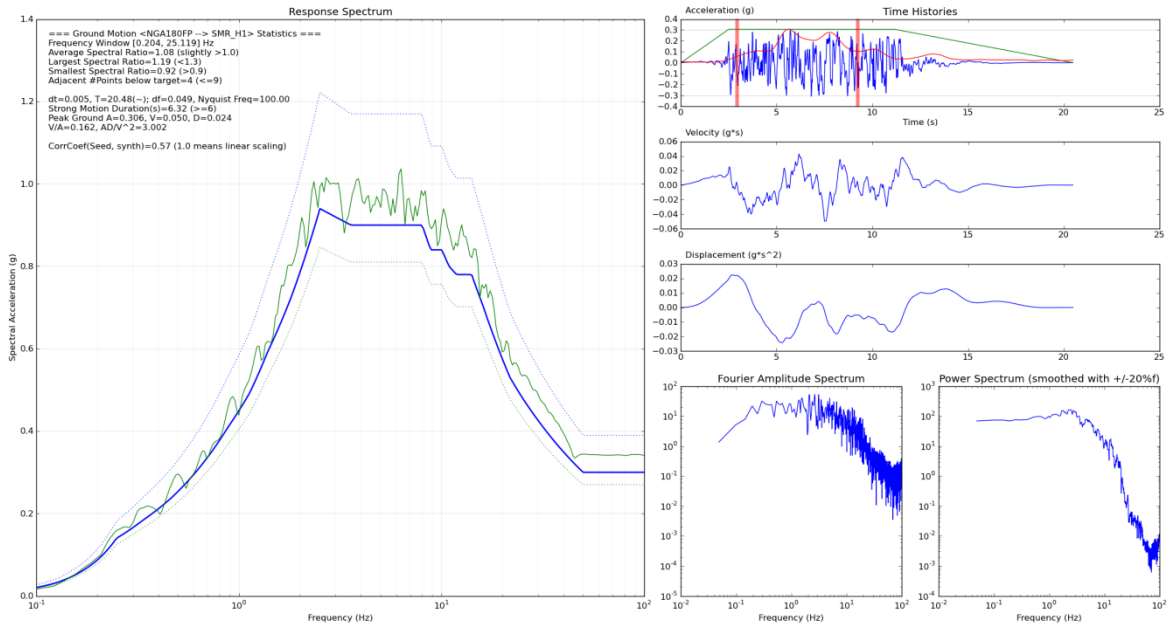 Response Spectrum
=== Ground Motion <NGA180FP --> SMR_H1> Statistics ===
Frequency Window [0.204, 25.119] Hz
Average Spectral Ratio=1.08 (slightly >1.0)
Largest Spectral Ratio=1.19 (<1.3)
Smallest Spectral Ratio=0.92 (>0.9)
Adjacent #Points below target=4 (<=9)
dt=0.005, T=20.48(~); df=0.049, Nyquist Freq=100.00
Strong Motion Duration(s)=6.32 (>=6)
Peak Ground A=0.306, V=0.050, D=0.024
V/A=0.162, AD/V^2=3.002
CorrCoef(Seed, synth)=0.57 (1.0 means linear scaling)
Spectral Acceleration (g)
1.4
1.2
1.0
0.8
0.6
0.4
0.2
0.0
10^-1 10^0 10^1 10^2
Frequency (Hz)
Time Histories
Acceleration (g)
0.4
0.3
0.2
0.1
0.0
−0.1
−0.2
−0.3
−0.4
0 5 10 15 20 25
Time (s)
Velocity (g*s)
0.06
0.04
0.02
0.00
−0.02
−0.04
−0.06
0 5 10 15 20 25
Displacement (g*s^2)
0.03
0.02
0.01
0.00
−0.01
−0.02
−0.03
0 5 10 15 20 25
Fourier Amplitude Spectrum
10^2
10^1
10^0
10^-1
10^-2
10^-3
10^-4
10^-5
10^-2 10^-1 10^0 10^1 10^2
Frequency (Hz)
Power Spectrum (smoothed with +/-20%f)
10^3
10^2
10^1
10^0
10^-1
10^-2
10^-3
10^-4
10^-2 10^-1 10^0 10^1 10^2
Frequency (Hz)